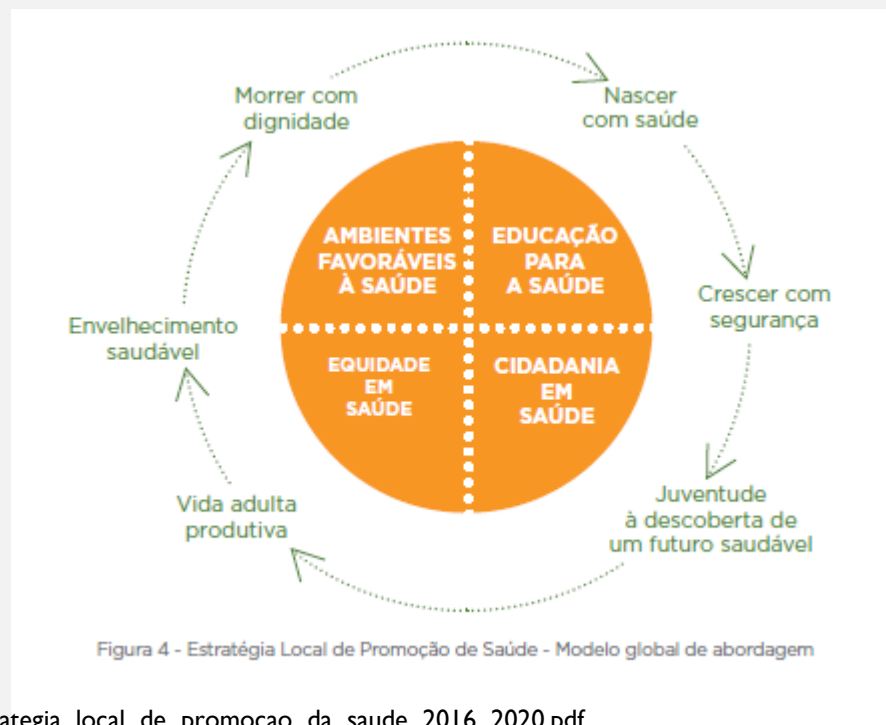 Morrer com
dignidade
Nascer
com saúde
Crescer com
segurança
Juventude
à descoberta de
um futuro saudável
Vida adulta
produtiva
Envelhecimento
saudável
AMBIENTES
FAVORÁVEIS
À SAÚDE
EDUCAÇÃO
PARA
A SAÚDE
EQUIDADE
EM
SAÚDE
CIDADANIA
EM
SAÚDE
Figura 4 - Estratégia Local de Promoção de Saúde - Modelo global de abordagem
ategia_local_de_promocao_da_saude_2016_2020.pdf